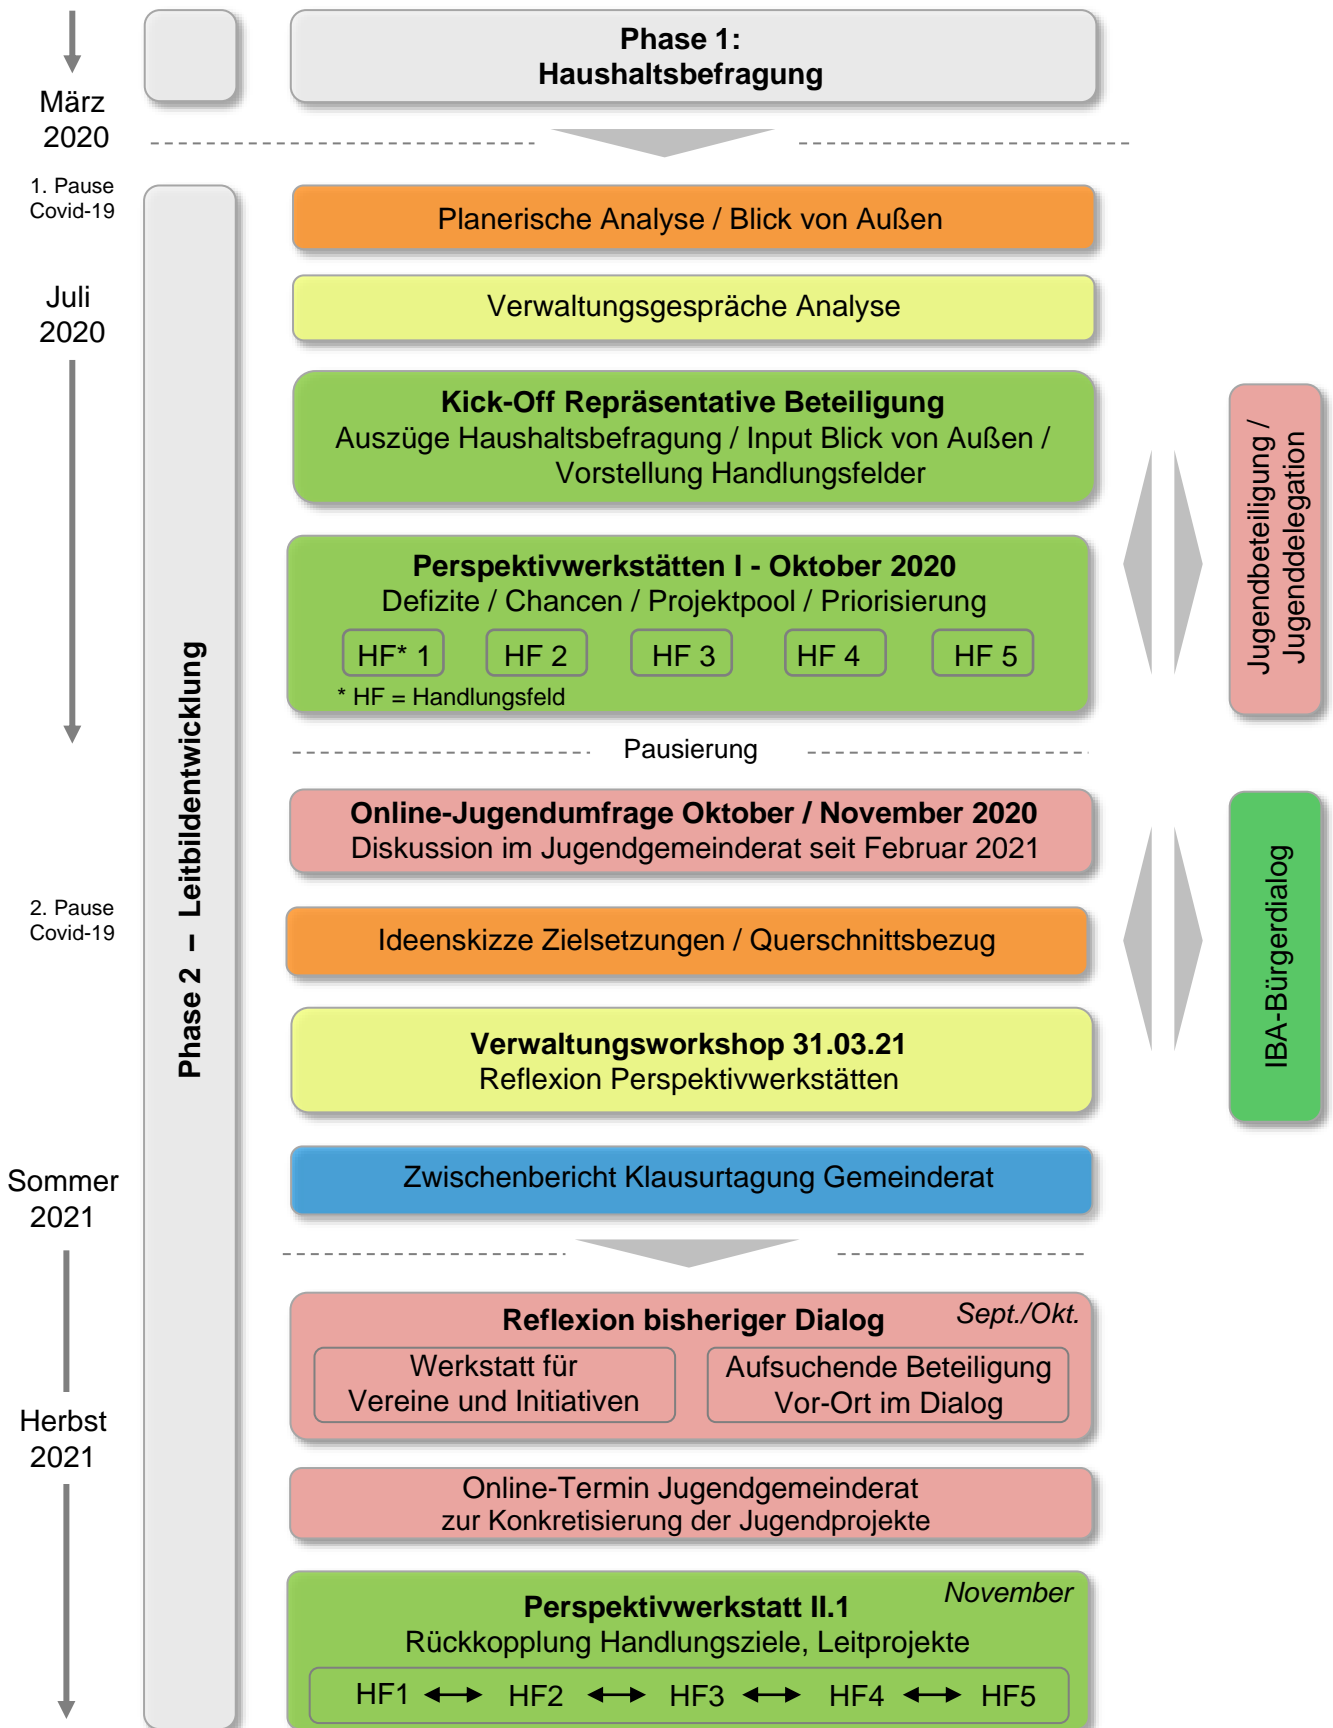 Phase 1:
Haushaltsbefragung
März
2020
1. Pause
Covid-19
Planerische Analyse / Blick von Außen
Juli
2020
Verwaltungsgespräche Analyse
Kick-Off Repräsentative Beteiligung
Auszüge Haushaltsbefragung / Input Blick von Außen /
Vorstellung Handlungsfelder
Jugendbeteiligung /
Jugenddelegation
Perspektivwerkstätten I - Oktober 2020
Defizite / Chancen / Projektpool / Priorisierung
HF* 1 HF 2 HF 3 HF 4 HF 5
* HF = Handlungsfeld
Phase 2 – Leitbildentwicklung
Pausierung
Online-Jugendumfrage Oktober / November 2020
Diskussion im Jugendgemeinderat seit Februar 2021
2. Pause
Covid-19
Ideenskizze Zielsetzungen / Querschnittsbezug
IBA-Bürgerdialog
Verwaltungsworkshop 31.03.21
Reflexion Perspektivwerkstätten
Zwischenbericht Klausurtagung Gemeinderat
Sommer
2021
Reflexion bisheriger Dialog Sept./Okt.
Werkstatt für
Vereine und Initiativen
Aufsuchende Beteiligung
Vor-Ort im Dialog
Herbst
2021
Online-Termin Jugendgemeinderat
zur Konkretisierung der Jugendprojekte
November
Perspektivwerkstatt II.1
Rückkopplung Handlungsziele, Leitprojekte
HF1 HF2 HF3 HF4 HF5